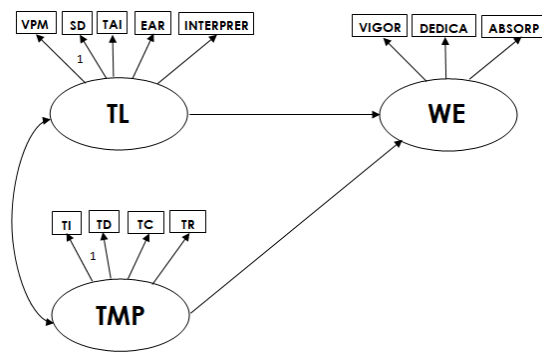 VPM SD TAI EAR INTERPRER
VIGOR DEDICA ABSORP
1
TL
WE
TI TD TC TR
1
TMP